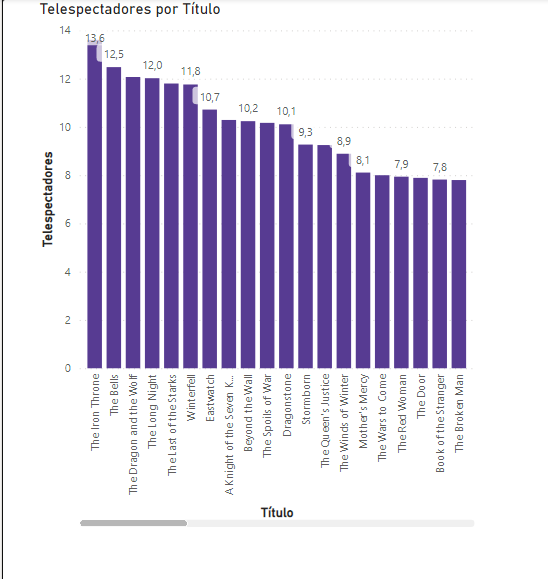 Telespectadores por Título
14
12
10
8
6
4
2
0
Telespectadores
13,6
12,5
12,0
11,8
10,7
10,2
10,1
9,3
8,9
8,1
7,9
7,8
The Iron Throne
The Bells
The Dragon and the Wolf
The Long Night
The Last of the Starks
Winterfell
Eastwatch
A Knight of the Seven K...
Beyond the Wall
The Spoils of War
Dragonstone
Stormborn
The Queen's Justice
The Winds of Winter
Mother's Mercy
The Wars to Come
The Red Woman
The Door
Book of the Stranger
The Broken Man
Título